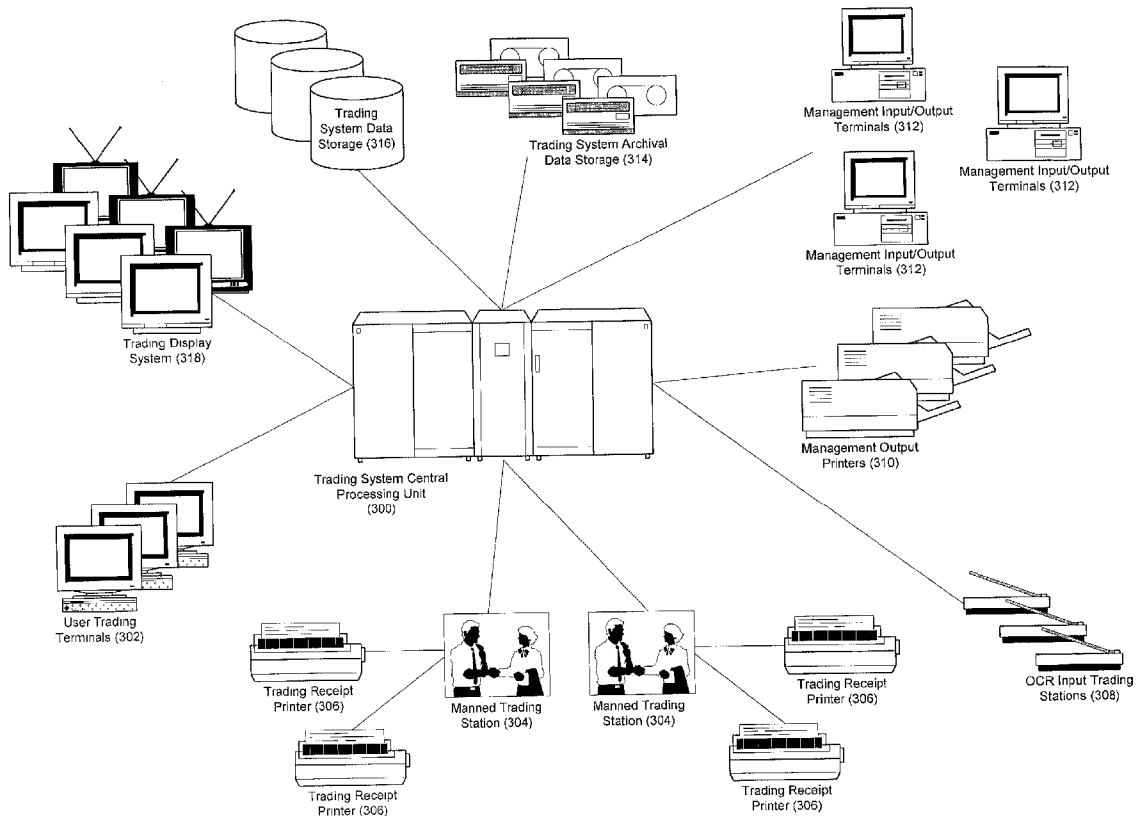 Trading
System Data
Storage (316)
Trading System Archival
Data Storage (314)
Management Input/Output
Terminals (312)
Management Input/Output
Terminals (312)
Management Input/Output
Terminals (312)
Trading Display
System (318)
Management Output
Printers (310)
Trading System Central
Processing Unit
(300)
User Trading
Terminals (302)
Trading Receipt
Printer (306)
Manned Trading
Station (304)
Manned Trading
Station (304)
Trading Receipt
Printer (306)
OCR Input Trading
Stations (308)
Trading Receipt
Printer (306)
Trading Receipt
Printer (306)